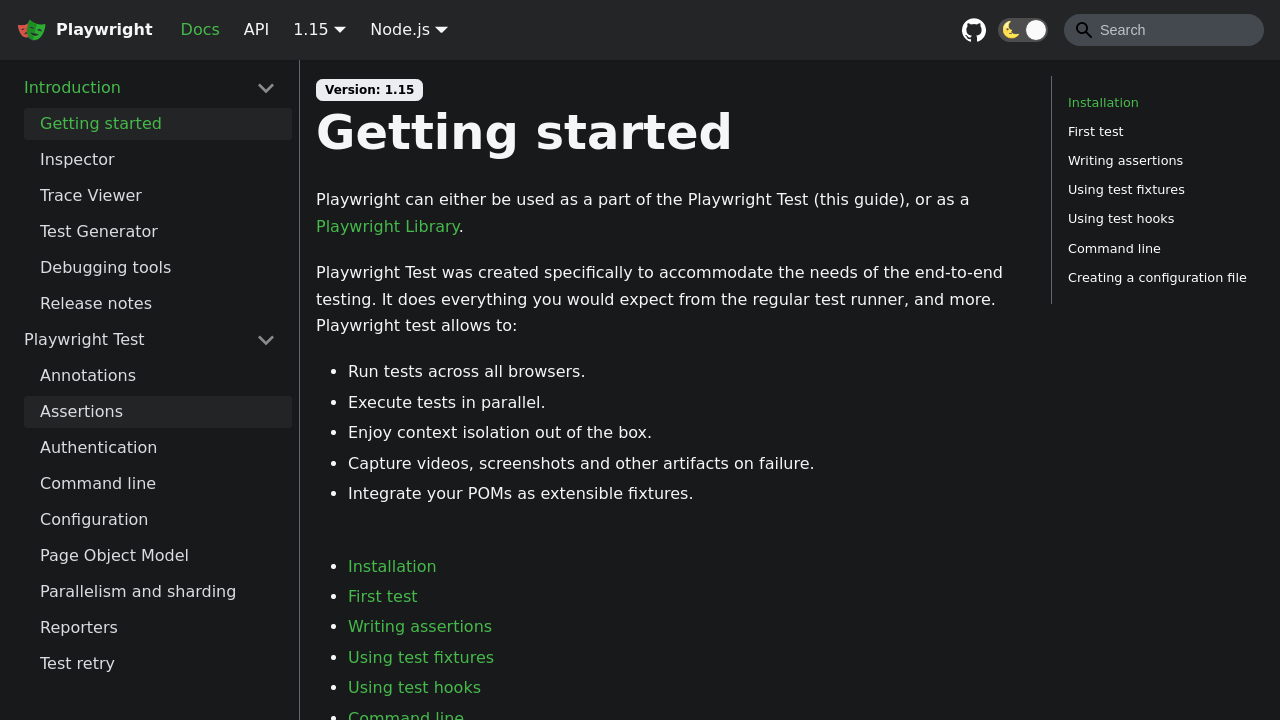 Playwright
Docs
API
1.15
Node.js
Search
Introduction
Getting started
Inspector
Trace Viewer
Test Generator
Debugging tools
Release notes
Playwright Test
Annotations
Assertions
Authentication
Command line
Configuration
Page Object Model
Parallelism and sharding
Reporters
Test retry
Version: 1.15
Getting started
Playwright can either be used as a part of the Playwright Test (this guide), or as a
Playwright Library.
Playwright Test was created specifically to accommodate the needs of the end-to-end
testing. It does everything you would expect from the regular test runner, and more.
Playwright test allows to:
Run tests across all browsers.
Execute tests in parallel.
Enjoy context isolation out of the box.
Capture videos, screenshots and other artifacts on failure.
Integrate your POMs as extensible fixtures.
Installation
First test
Writing assertions
Using test fixtures
Using test hooks
Command line
Installation
First test
Writing assertions
Using test fixtures
Using test hooks
Command line
Creating a configuration file